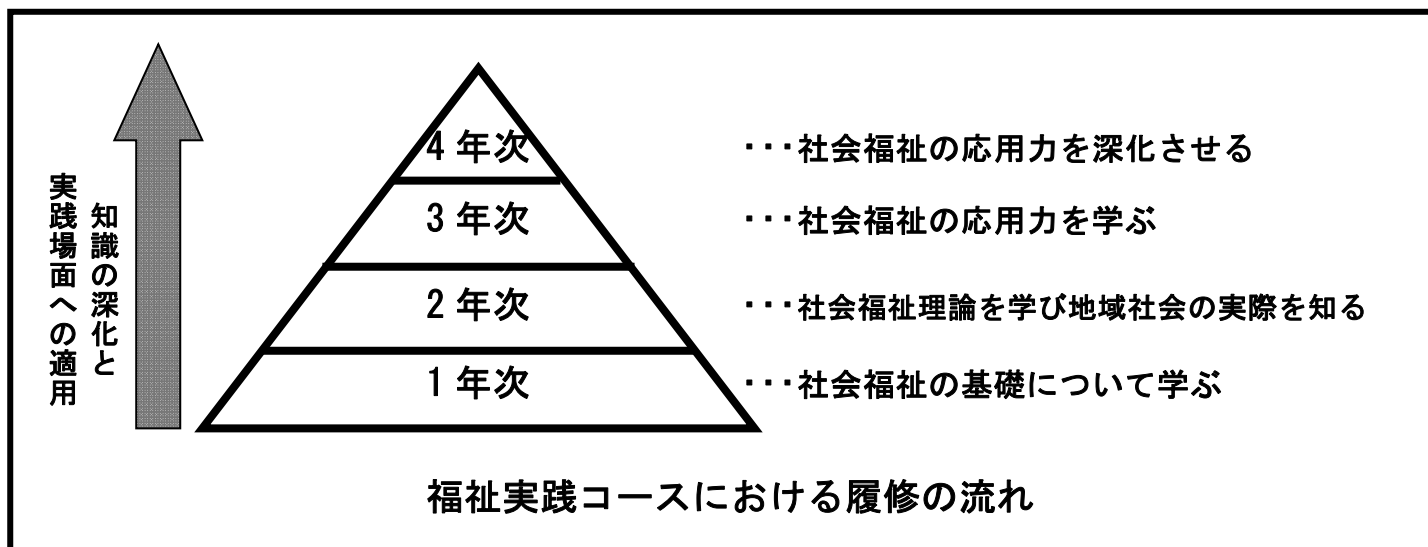 知識の深化と
実践場面への適用
4年次
・・・社会福祉の応用力を深化させる
3年次
・・・社会福祉の応用力を学ぶ
2年次
・・・社会福祉理論を学び地域社会の実際を知る
1年次
・・・社会福祉の基礎について学ぶ
福祉実践コースにおける履修の流れ